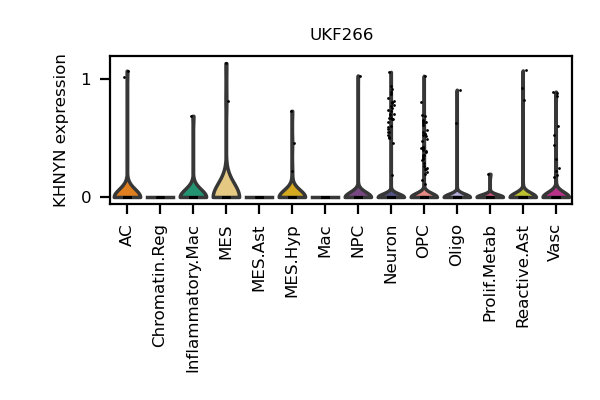 UKF266
KHNYN expression
1
0
AC
Chromatin.Reg
Inflammatory.Mac
MES
MES.Ast
MES.Hyp
Mac
NPC
Neuron
OPC
Oligo
Prolif.Metab
Reactive.Ast
Vasc